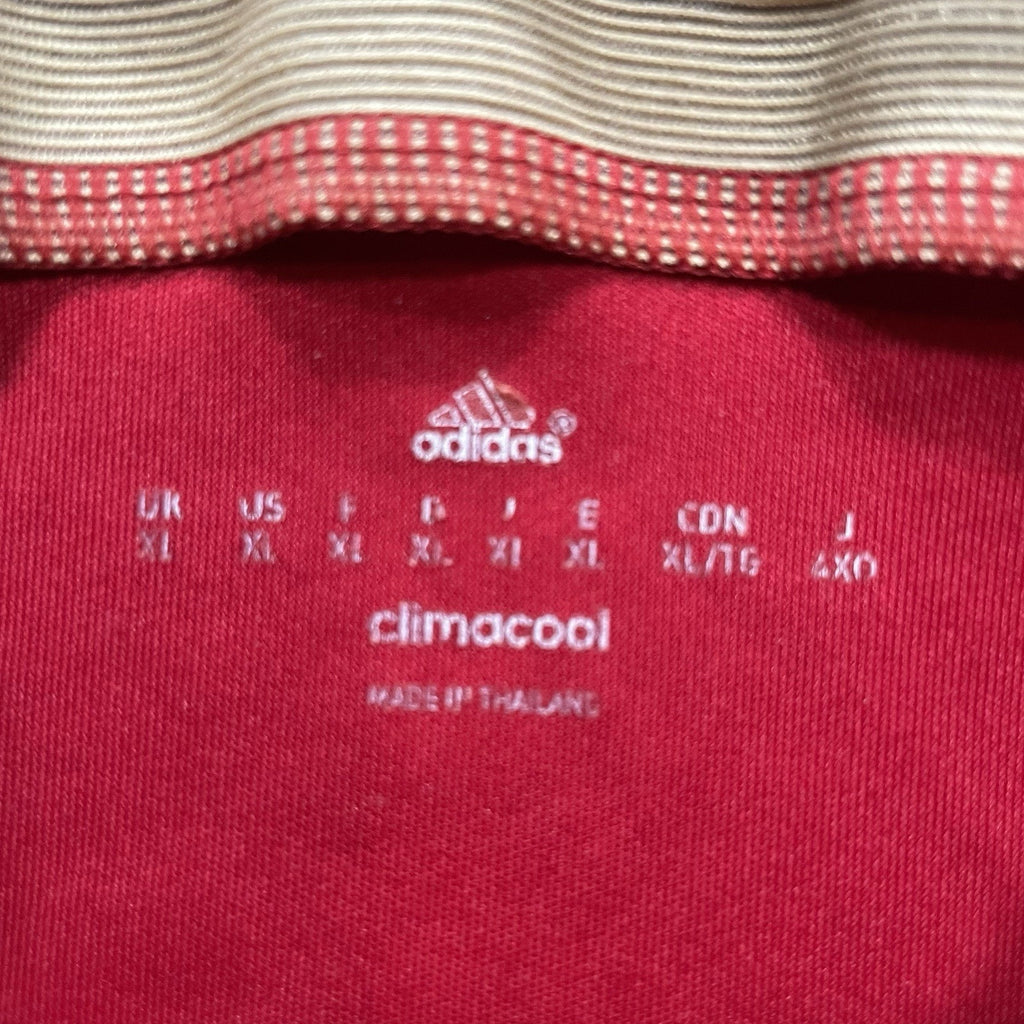 adidas®
UK US F D I E CDN J
XL XL XL XL XL XL XL/TG 4XO
climacool
MADE IN THAILAND